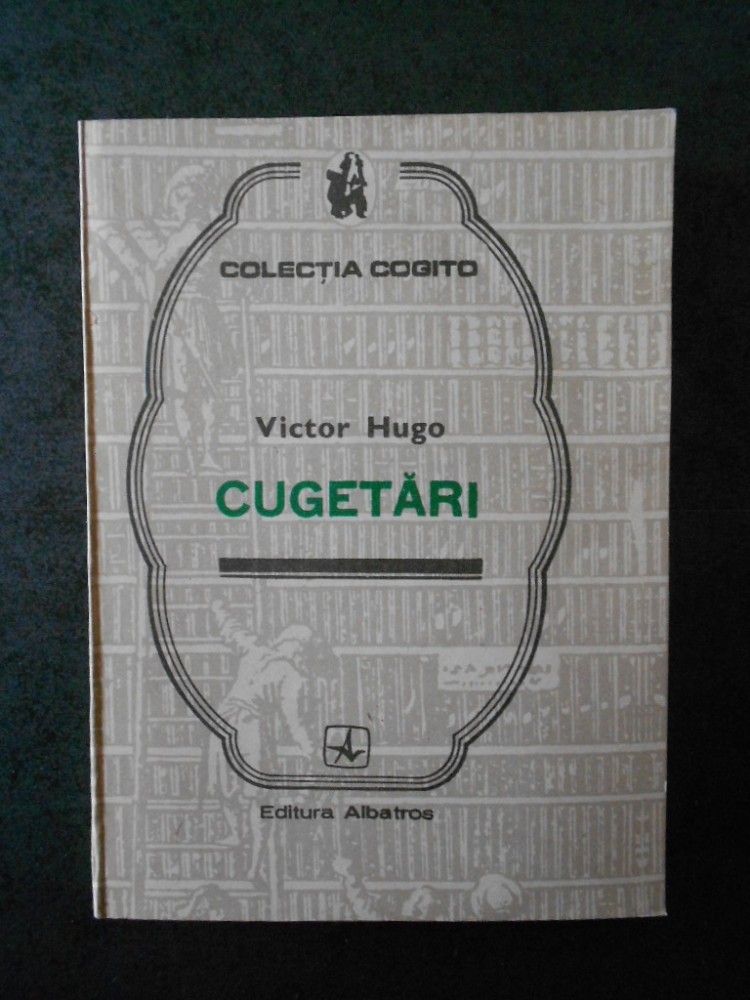 COLECȚIA COGITO
Victor Hugo
CUGETĂRI
Editura Albatros